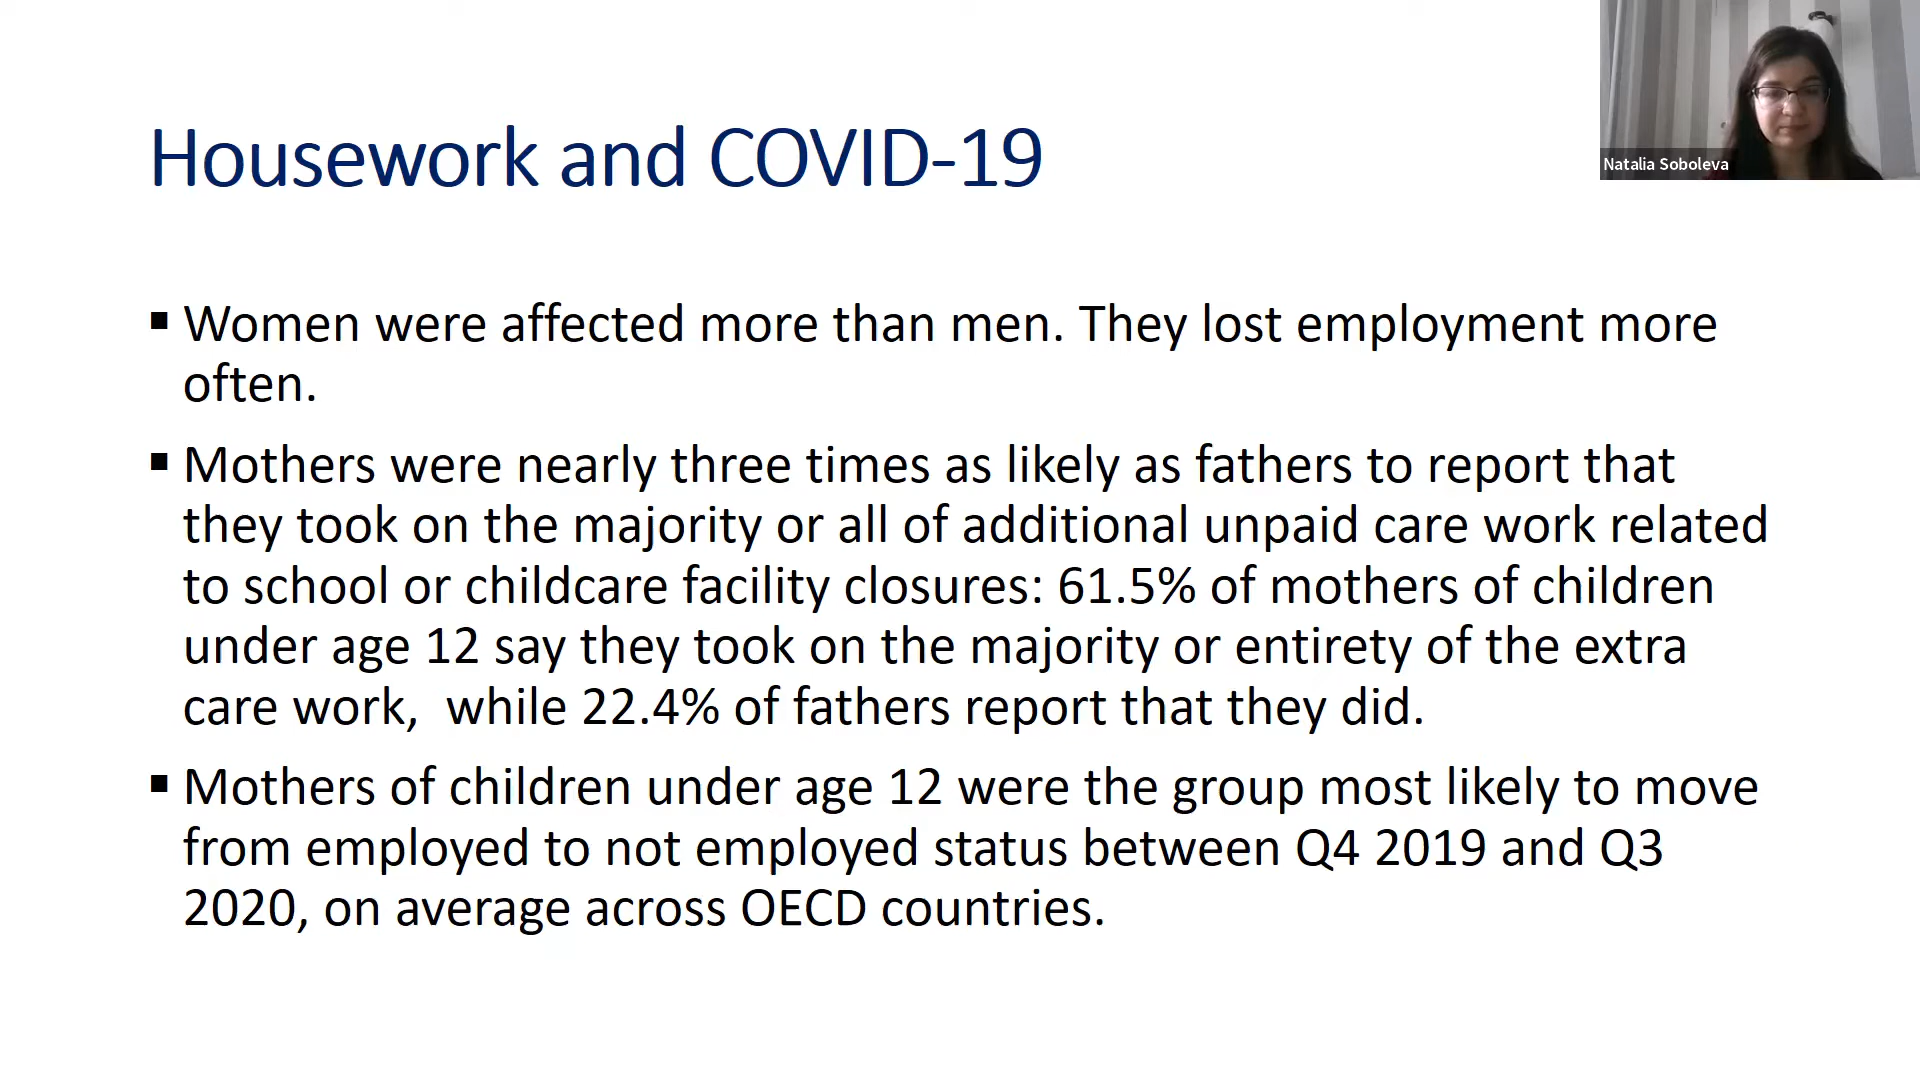 Natalia Soboleva
Housework and COVID-19
▪ Women were affected more than men. They lost employment more
often.
▪ Mothers were nearly three times as likely as fathers to report that
they took on the majority or all of additional unpaid care work related
to school or childcare facility closures: 61.5% of mothers of children
under age 12 say they took on the majority or entirety of the extra
care work,  while 22.4% of fathers report that they did.
▪ Mothers of children under age 12 were the group most likely to move
from employed to not employed status between Q4 2019 and Q3
2020, on average across OECD countries.